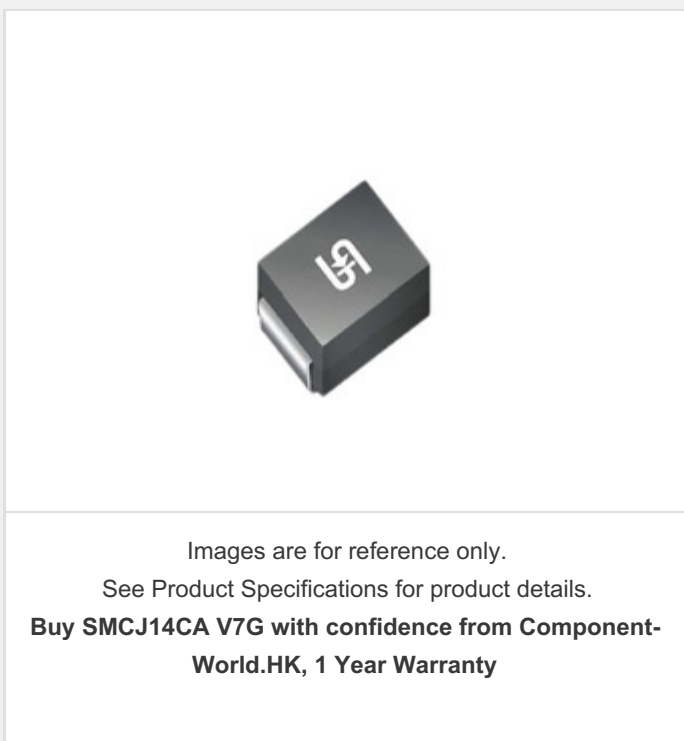 Images are for reference only.
See Product Specifications for product details.
Buy SMCJ14CA V7G with confidence from Component-
World.HK, 1 Year Warranty